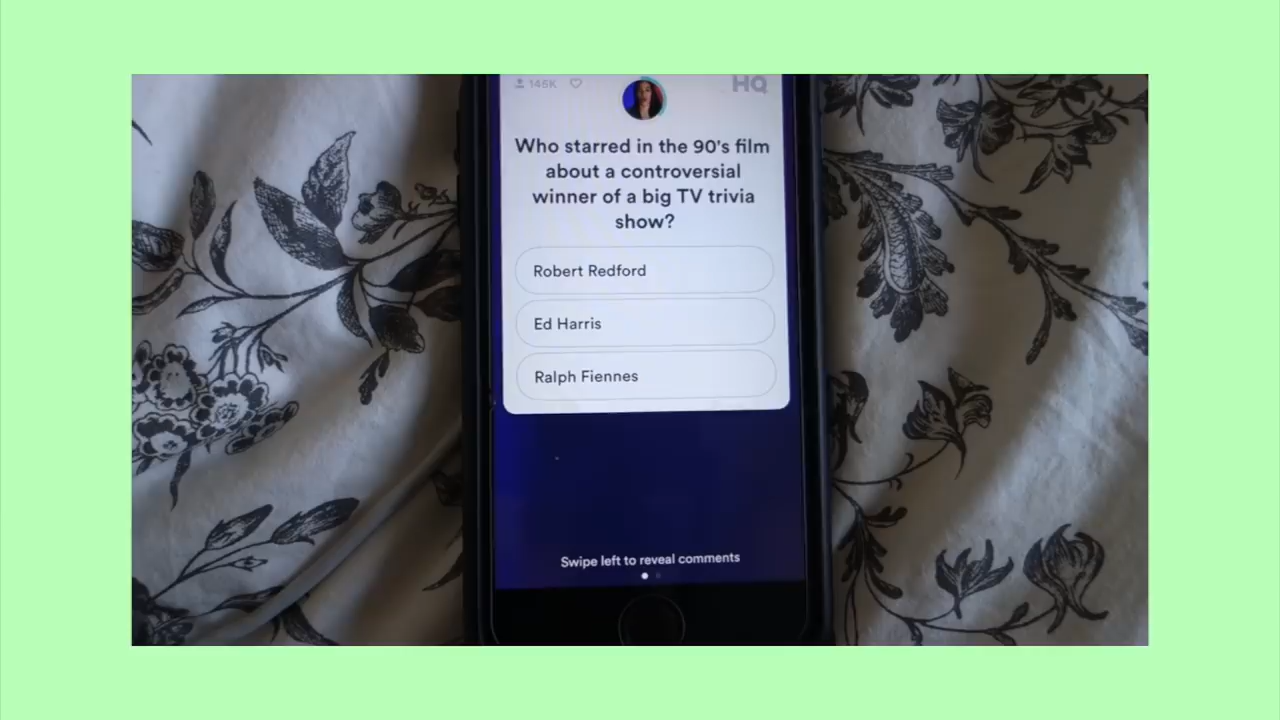 146K
HQ
Who starred in the 90's film
about a controversial
winner of a big TV trivia
show?
Robert Redford
Ed Harris
Ralph Fiennes
Swipe left to reveal comments